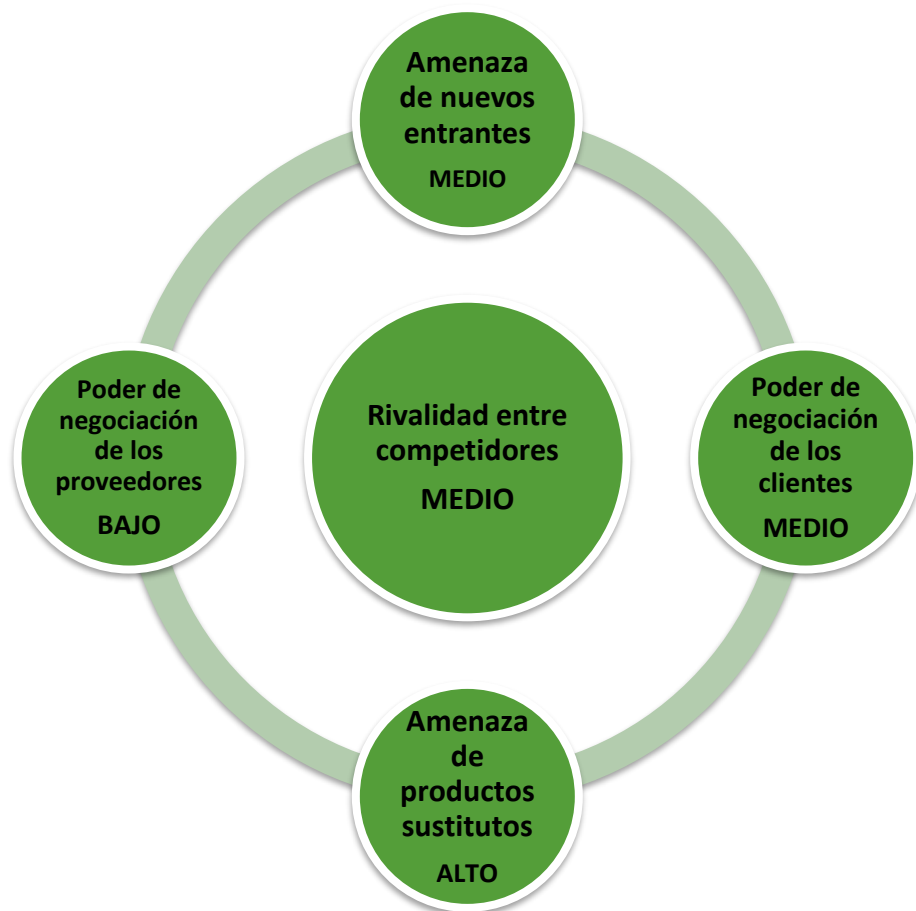 Amenaza
de nuevos
entrantes
MEDIO
Poder de
negociación
de los
proveedores
BAJO
Rivalidad entre
competidores
MEDIO
Poder de
negociación
de los
clientes
MEDIO
Amenaza
de
productos
sustitutos
ALTO